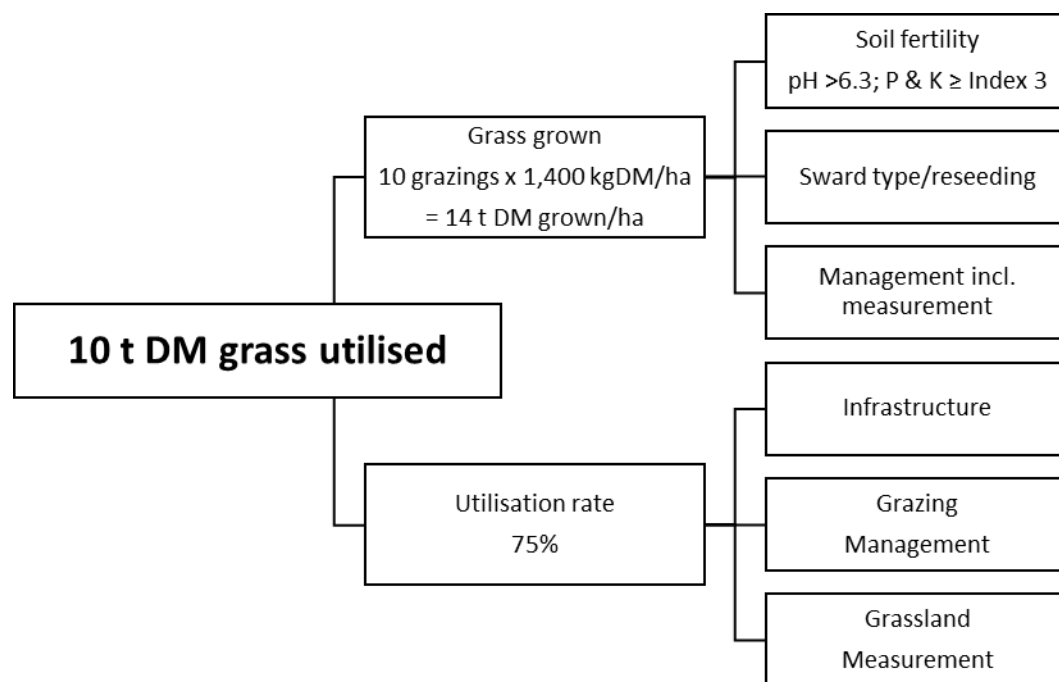 Soil fertility
pH >6.3; P & K ≥ Index 3
Grass grown
10 grazings x 1,400 kgDM/ha
= 14 t DM grown/ha
Sward type/reseeding
Management incl.
measurement
10 t DM grass utilised
Infrastructure
Utilisation rate
75%
Grazing
Management
Grassland
Measurement